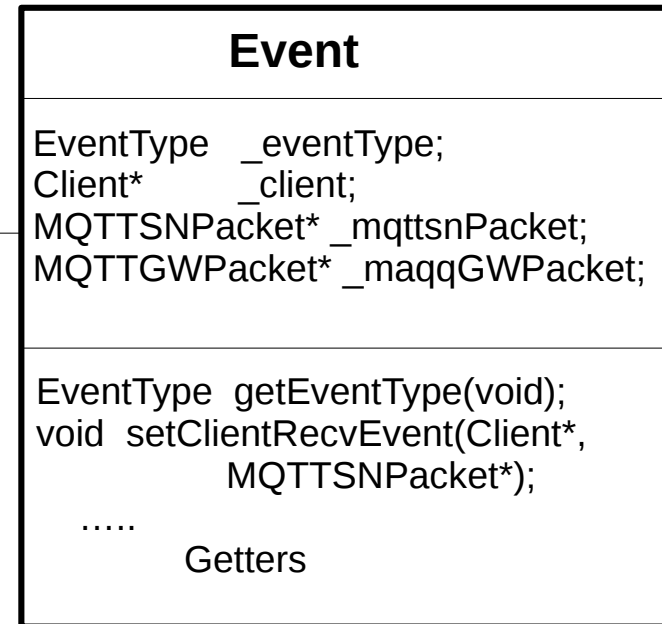 Event
EventType _eventType;
Client* _client;
MQTTSNPacket* _mqttsnPacket;
MQTTGWPacket* _maqqGWPacket;
EventType getEventType(void);
void setClientRecvEvent(Client*,
MQTTSNPacket*);
…..
Getters